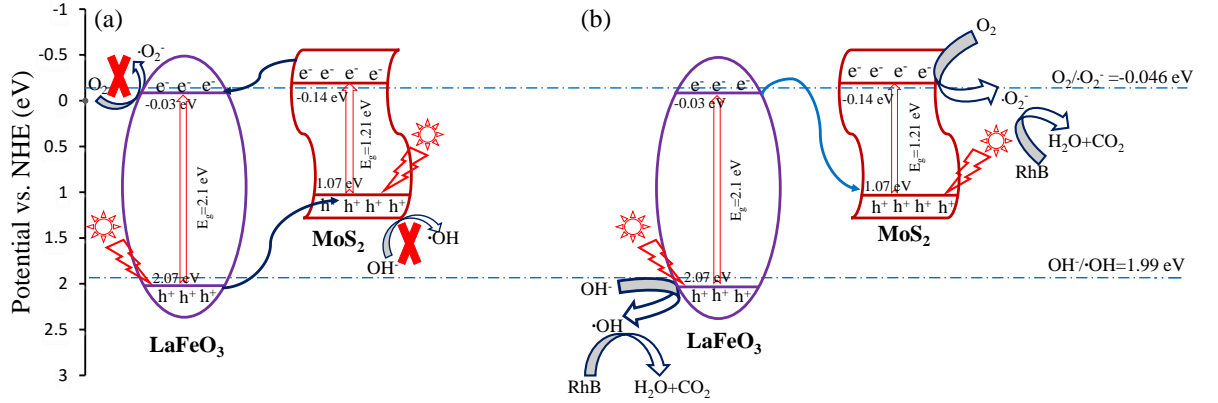 Potential vs. NHE (eV)
-1
-0.5
0
0.5
1
1.5
2
2.5
3
(a)
·O₂⁻
O₂
e⁻ e⁻ e⁻
-0.03 eV
E_g=2.1 eV
2.07 eV
h⁺ h⁺ h⁺
LaFeO₃
e⁻ e⁻ e⁻ e⁻
-0.14 eV
E_g=1.21 eV
1.07 eV
h⁺ h⁺ h⁺ h⁺
MoS₂
·OH
OH⁻
(b)
e⁻ e⁻ e⁻
-0.03 eV
E_g=2.1 eV
2.07 eV
h⁺ h⁺ h⁺
LaFeO₃
OH⁻
·OH
RhB
H₂O+CO₂
e⁻ e⁻ e⁻ e⁻
-0.14 eV
E_g=1.21 eV
1.07 eV
h⁺ h⁺ h⁺ h⁺
MoS₂
O₂
O₂/·O₂⁻ =-0.046 eV
·O₂⁻
H₂O+CO₂
RhB
OH⁻/·OH=1.99 eV